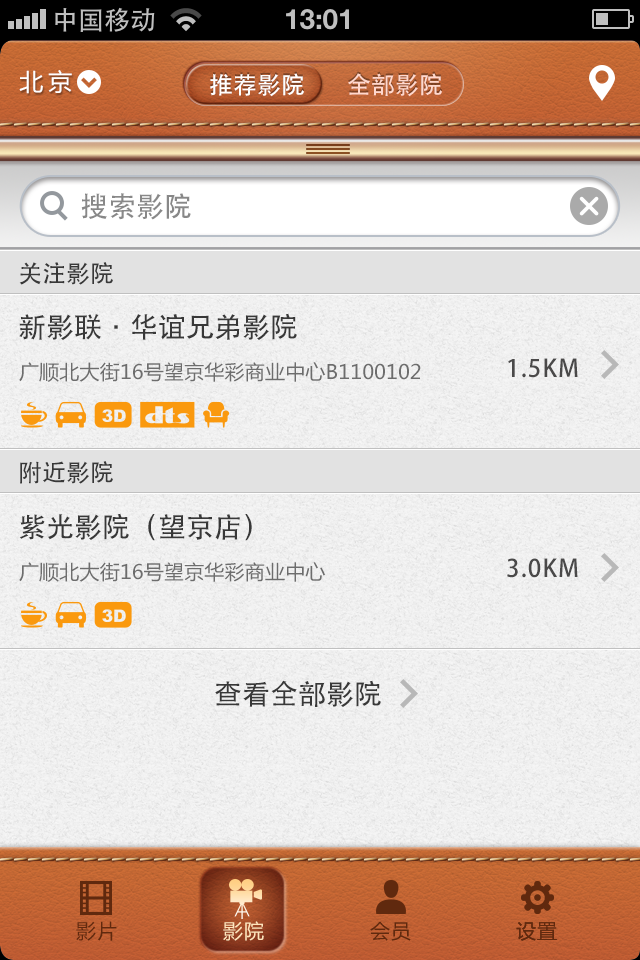 中国移动 13:01
北京 推荐影院 全部影院
搜索影院
关注影院
新影联·华谊兄弟影院
广顺北大街16号望京华彩商业中心B1100102 1.5KM
3D dts
附近影院
紫光影院（望京店）
广顺北大街16号望京华彩商业中心 3.0KM
3D
查看全部影院
影片 影院 会员 设置